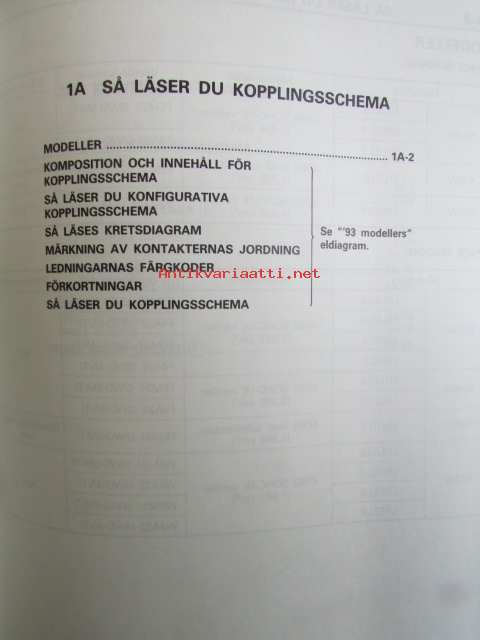 1A SÅ LÄSER DU KOPPLINGSSCHEMA
MODELLER ........................................................................ 1A-2
KOMPOSITION OCH INNEHÅLL FÖR
KOPPLINGSSCHEMA
SÅ LÄSER DU KONFIGURATIVA
KOPPLINGSSCHEMA
SÅ LÄSES KRETSDIAGRAM
MÄRKNING AV KONTAKTERNAS JORDNING
LEDNINGARNAS FÄRGKODER
FÖRKORTNINGAR
SÅ LÄSER DU KOPPLINGSSCHEMA
Se "'93 modellers"
eldiagram.
Antikvariaatti.net